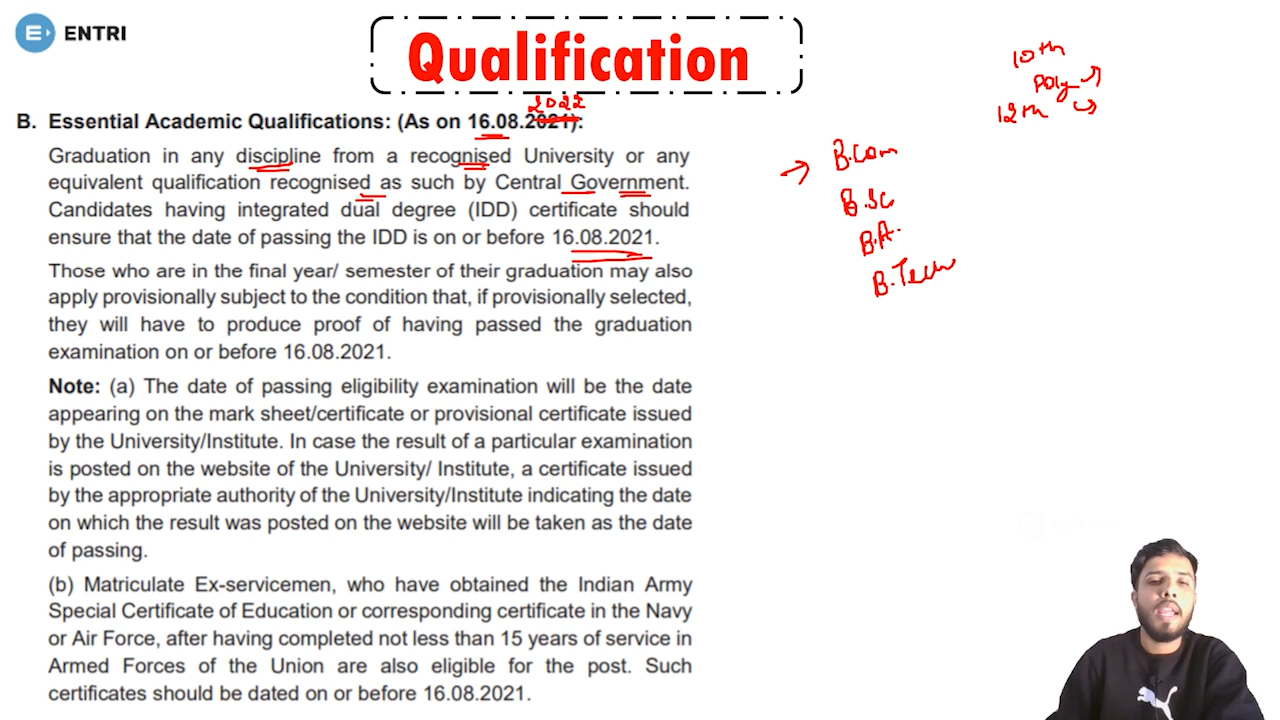 ENTRI
Qualification
10th
Poly
12th
2022
B. Essential Academic Qualifications: (As on 16.08.2021):
Graduation in any discipline from a recognised University or any
equivalent qualification recognised as such by Central Government.
Candidates having integrated dual degree (IDD) certificate should
ensure that the date of passing the IDD is on or before 16.08.2021.
B.Com
B.Sc
B.A.
B.Tech
Those who are in the final year/ semester of their graduation may also
apply provisionally subject to the condition that, if provisionally selected,
they will have to produce proof of having passed the graduation
examination on or before 16.08.2021.
Note: (a) The date of passing eligibility examination will be the date
appearing on the mark sheet/certificate or provisional certificate issued
by the University/Institute. In case the result of a particular examination
is posted on the website of the University/ Institute, a certificate issued
by the appropriate authority of the University/Institute indicating the date
on which the result was posted on the website will be taken as the date
of passing.
(b) Matriculate Ex-servicemen, who have obtained the Indian Army
Special Certificate of Education or corresponding certificate in the Navy
or Air Force, after having completed not less than 15 years of service in
Armed Forces of the Union are also eligible for the post. Such
certificates should be dated on or before 16.08.2021.